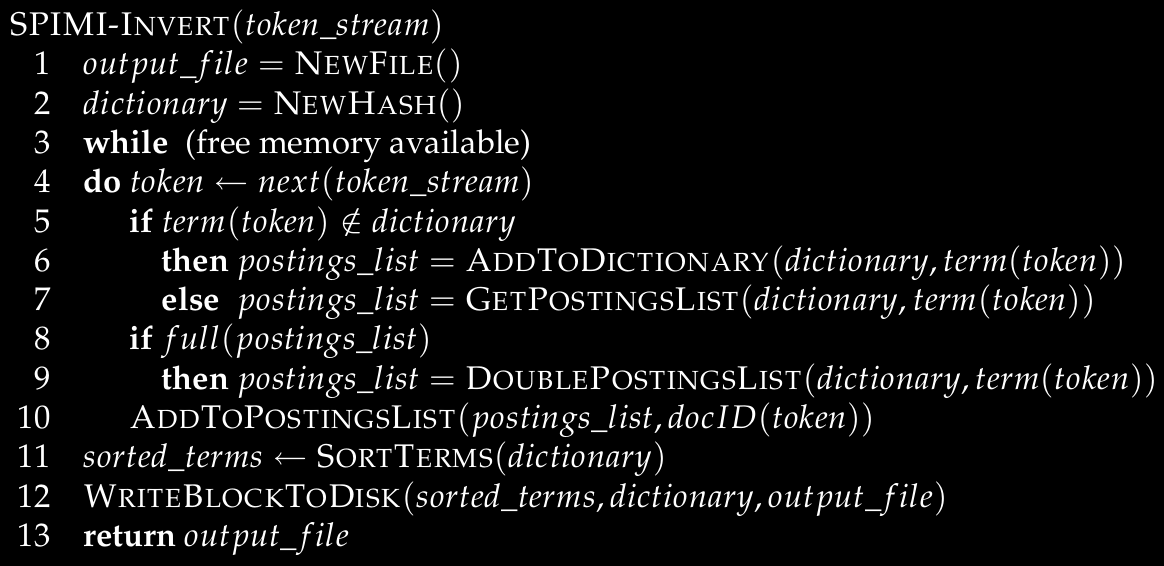 SPIMI-INVERT(token_stream)
1 output_file = NEWFILE()
2 dictionary = NEWHASH()
3 while (free memory available)
4 do token ← next(token_stream)
5 if term(token) ∉ dictionary
6 then postings_list = ADDTODICTIONARY(dictionary, term(token))
7 else postings_list = GETPOSTINGSLIST(dictionary, term(token))
8 if full(postings_list)
9 then postings_list = DOUBLEPOSTINGSLIST(dictionary, term(token))
10 ADDTOPOSTINGSLIST(postings_list, docID(token))
11 sorted_terms ← SORTTERMS(dictionary)
12 WRITEBLOCKTODISK(sorted_terms, dictionary, output_file)
13 return output_file